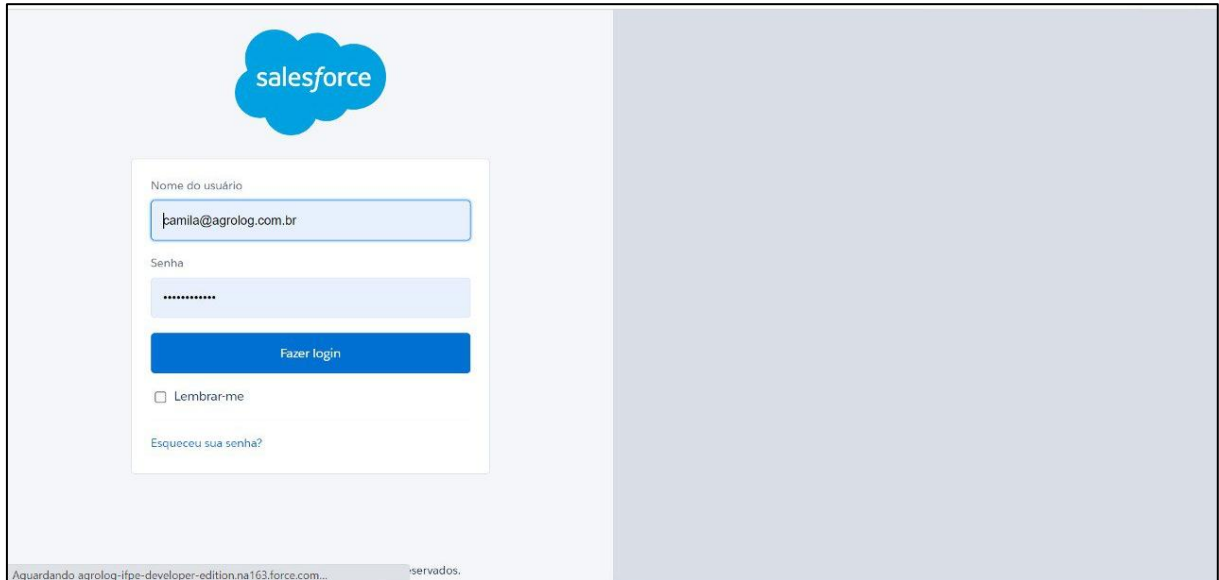 salesforce
Nome do usuário
camila@agrolog.com.br
Senha
••••••••••••
Fazer login
Lembrar-me
Esqueceu sua senha?
servados.
Aguardando agrolog-ifpe-developer-edition.na163.force.com...